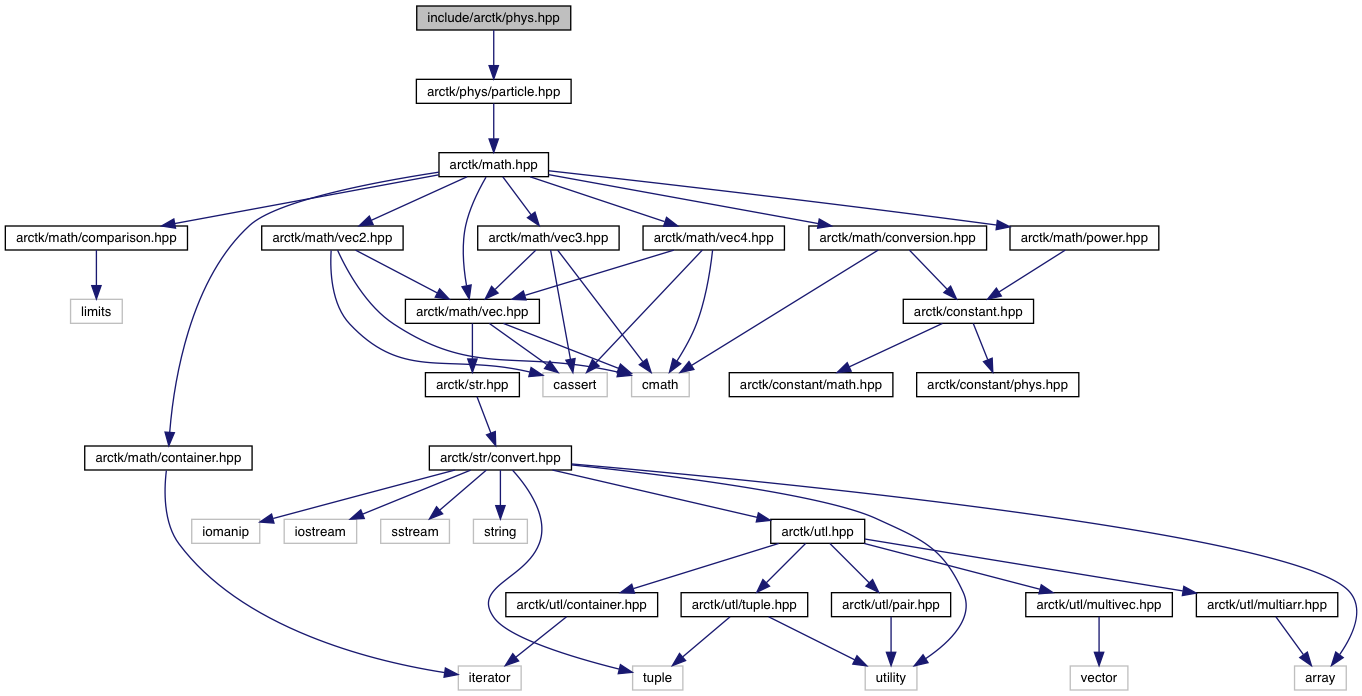 include/arctk/phys.hpp
arctk/phys/particle.hpp
arctk/math.hpp
arctk/math/comparison.hpp
arctk/math/vec2.hpp
arctk/math/vec3.hpp
arctk/math/vec4.hpp
arctk/math/conversion.hpp
arctk/math/power.hpp
limits
arctk/math/vec.hpp
arctk/constant.hpp
arctk/str.hpp
cassert
cmath
arctk/constant/math.hpp
arctk/constant/phys.hpp
arctk/math/container.hpp
arctk/str/convert.hpp
iomanip
iostream
sstream
string
arctk/utl.hpp
arctk/utl/container.hpp
arctk/utl/tuple.hpp
arctk/utl/pair.hpp
arctk/utl/multivec.hpp
arctk/utl/multiarr.hpp
iterator
tuple
utility
vector
array